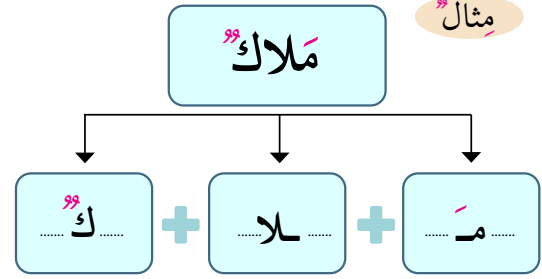 مِثالٌ
مَلاكٌ
...... مـَ ...... + ...... ـلا ...... + ...... كٌ ......